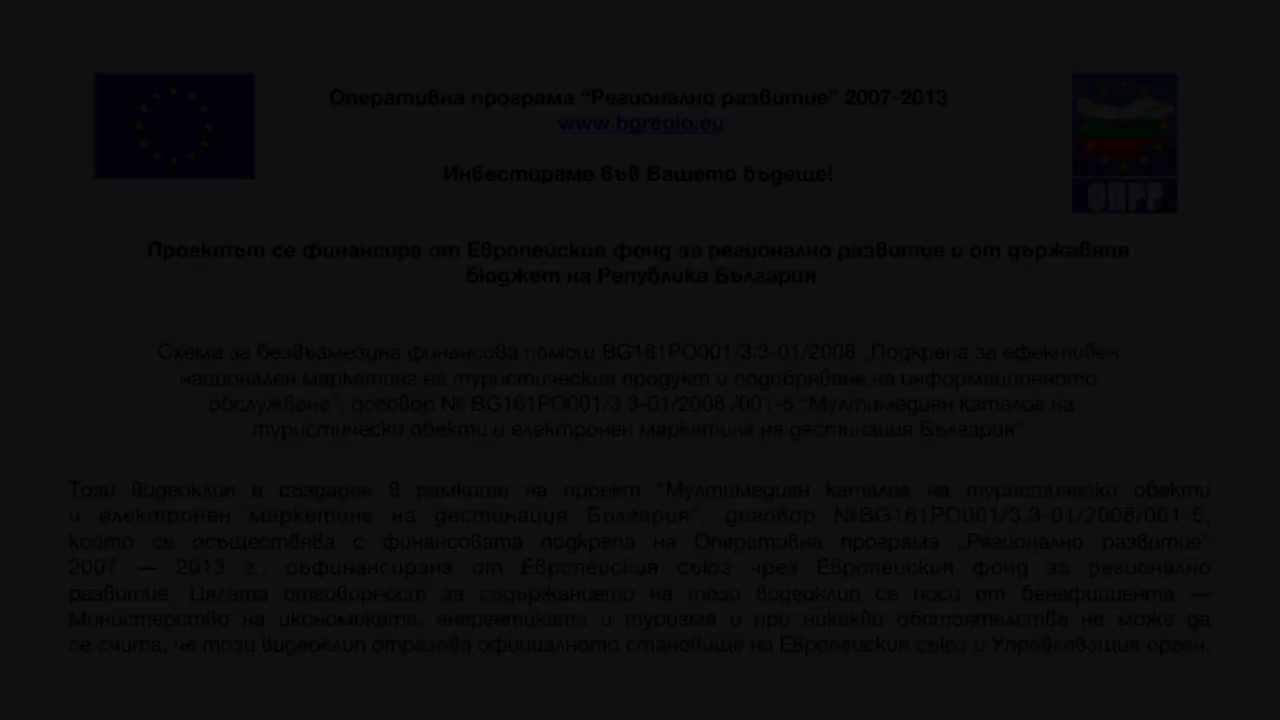 Оперативна програма “Регионално развитие” 2007-2013
www.bgregio.eu
Инвестираме във Вашето бъдеще!
Проектът се финансира от Европейския фонд за регионално развитие и от държавния
бюджет на Република България
ОПРР
Схема за безвъзмездна финансова помощ BG161PO001/3.3-01/2008 „Подкрепа за ефективен
национален маркетинг на туристическия продукт и подобряване на информационното
обслужване”, договор № BG161PO001/3.3-01/2008 /001-5 “Мултимедиен каталог на
туристически обекти и електронен маркетинг на дестинация България”
Този видеоклип е създаден в рамките на проект “Мултимедиен каталог на туристически обекти
и електронен маркетинг на дестинация България”, договор №BG161PO001/3.3-01/2008/001-5,
който се осъществява с финансовата подкрепа на Оперативна програма „Регионално развитие”
2007 — 2013 г., съфинансирана от Европейския съюз чрез Европейския фонд за регионално
развитие. Цялата отговорност за съдържанието на този видеоклип се носи от бенефициента —
Министерство на икономиката, енергетиката и туризма и при никакви обстоятелства не може да
се счита, че този видеоклип отразява официалното становище на Европейския съюз и Управляващия орган.